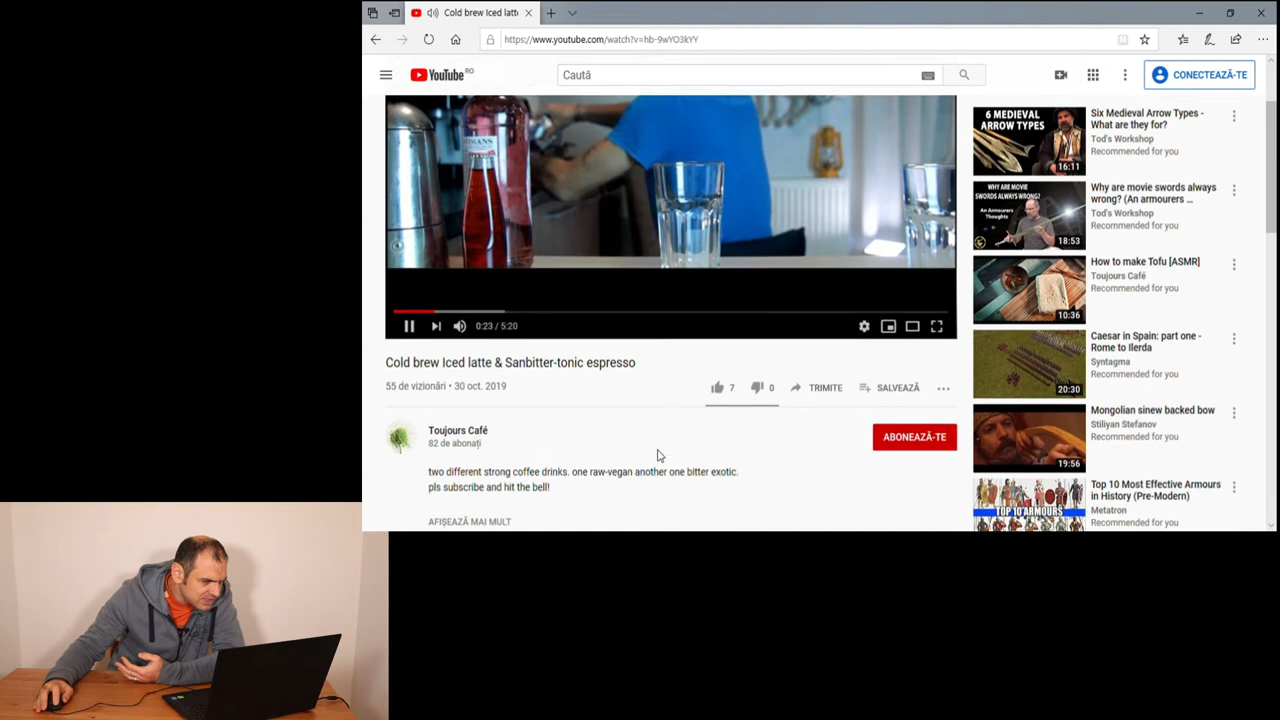 Cold brew Iced latt
https://www.youtube.com/watch?v=hb-9wYO3kYY
YouTube RO
Caută
CONECTEAZĂ-TE
0:23 / 5:20
Cold brew Iced latte & Sanbitter-tonic espresso
55 de vizionări • 30 oct. 2019
7
0
TRIMITE
SALVEAZĂ
Toujours Café
82 de abonați
ABONEAZĂ-TE
two different strong coffee drinks. one raw-vegan another one bitter exotic.
pls subscribe and hit the bell!
AFIȘEAZĂ MAI MULT
6 MEDIEVAL
ARROW TYPES
16:11
Six Medieval Arrow Types -
What are they for?
Tod's Workshop
Recommended for you
WHY ARE MOVIE
SWORDS ALWAYS
WRONG?
An Armourers
Thoughts
18:53
Why are movie swords always
wrong? (An armourers ...
Tod's Workshop
Recommended for you
10:36
How to make Tofu [ASMR]
Toujours Café
Recommended for you
20:30
Caesar in Spain: part one -
Rome to Ilerda
Syntagma
Recommended for you
19:56
Mongolian sinew backed bow
Stiliyan Stefanov
Recommended for you
TOP 10 ARMOURS
Top 10 Most Effective Armours
in History (Pre-Modern)
Metatron
Recommended for you